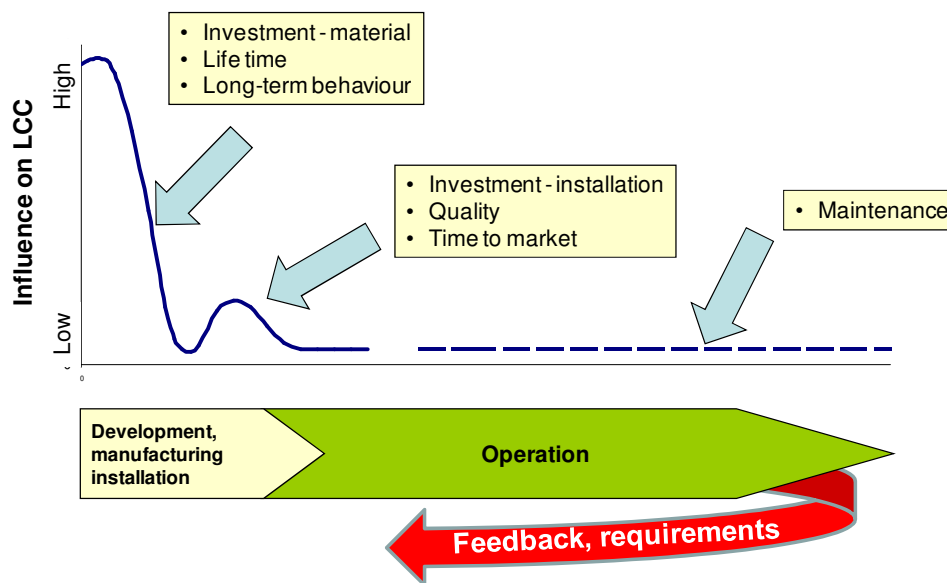 • Investment - material
• Life time
• Long-term behaviour
High
Influence on LCC
Low
• Investment - installation
• Quality
• Time to market
• Maintenance
0
Development,
manufacturing
installation
Operation
Feedback, requirements